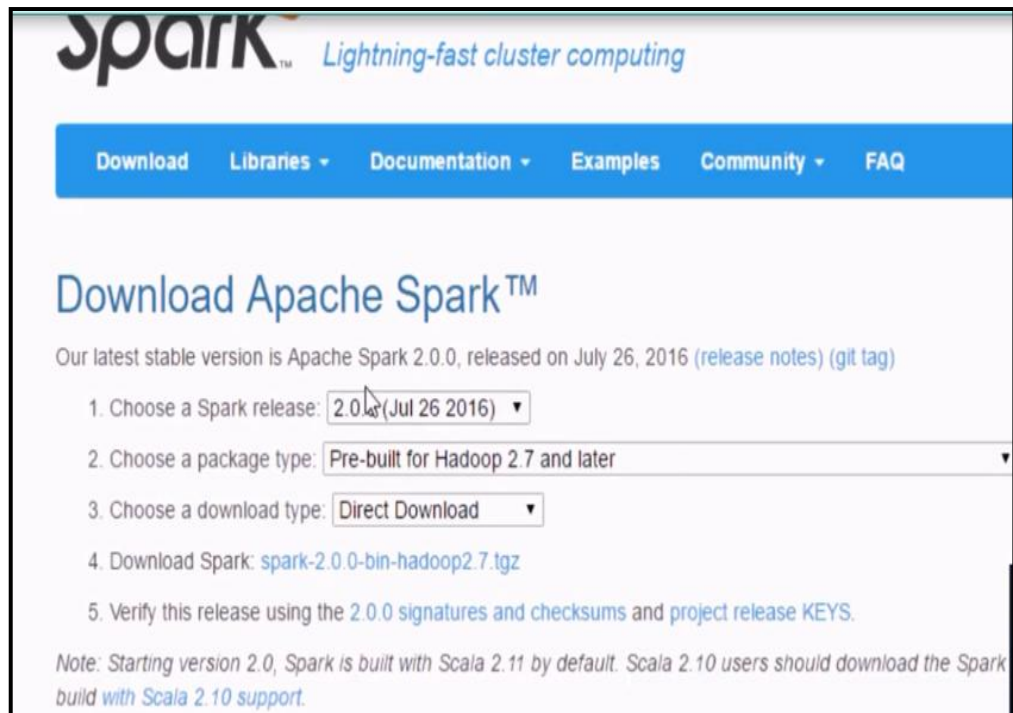 Spark™ Lightning-fast cluster computing
Download Libraries Documentation Examples Community FAQ
Download Apache Spark™
Our latest stable version is Apache Spark 2.0.0, released on July 26, 2016 (release notes) (git tag)
1. Choose a Spark release: 2.0. (Jul 26 2016)
2. Choose a package type: Pre-built for Hadoop 2.7 and later
3. Choose a download type: Direct Download
4. Download Spark: spark-2.0.0-bin-hadoop2.7.tgz
5. Verify this release using the 2.0.0 signatures and checksums and project release KEYS.
Note: Starting version 2.0, Spark is built with Scala 2.11 by default. Scala 2.10 users should download the Spark
build with Scala 2.10 support.